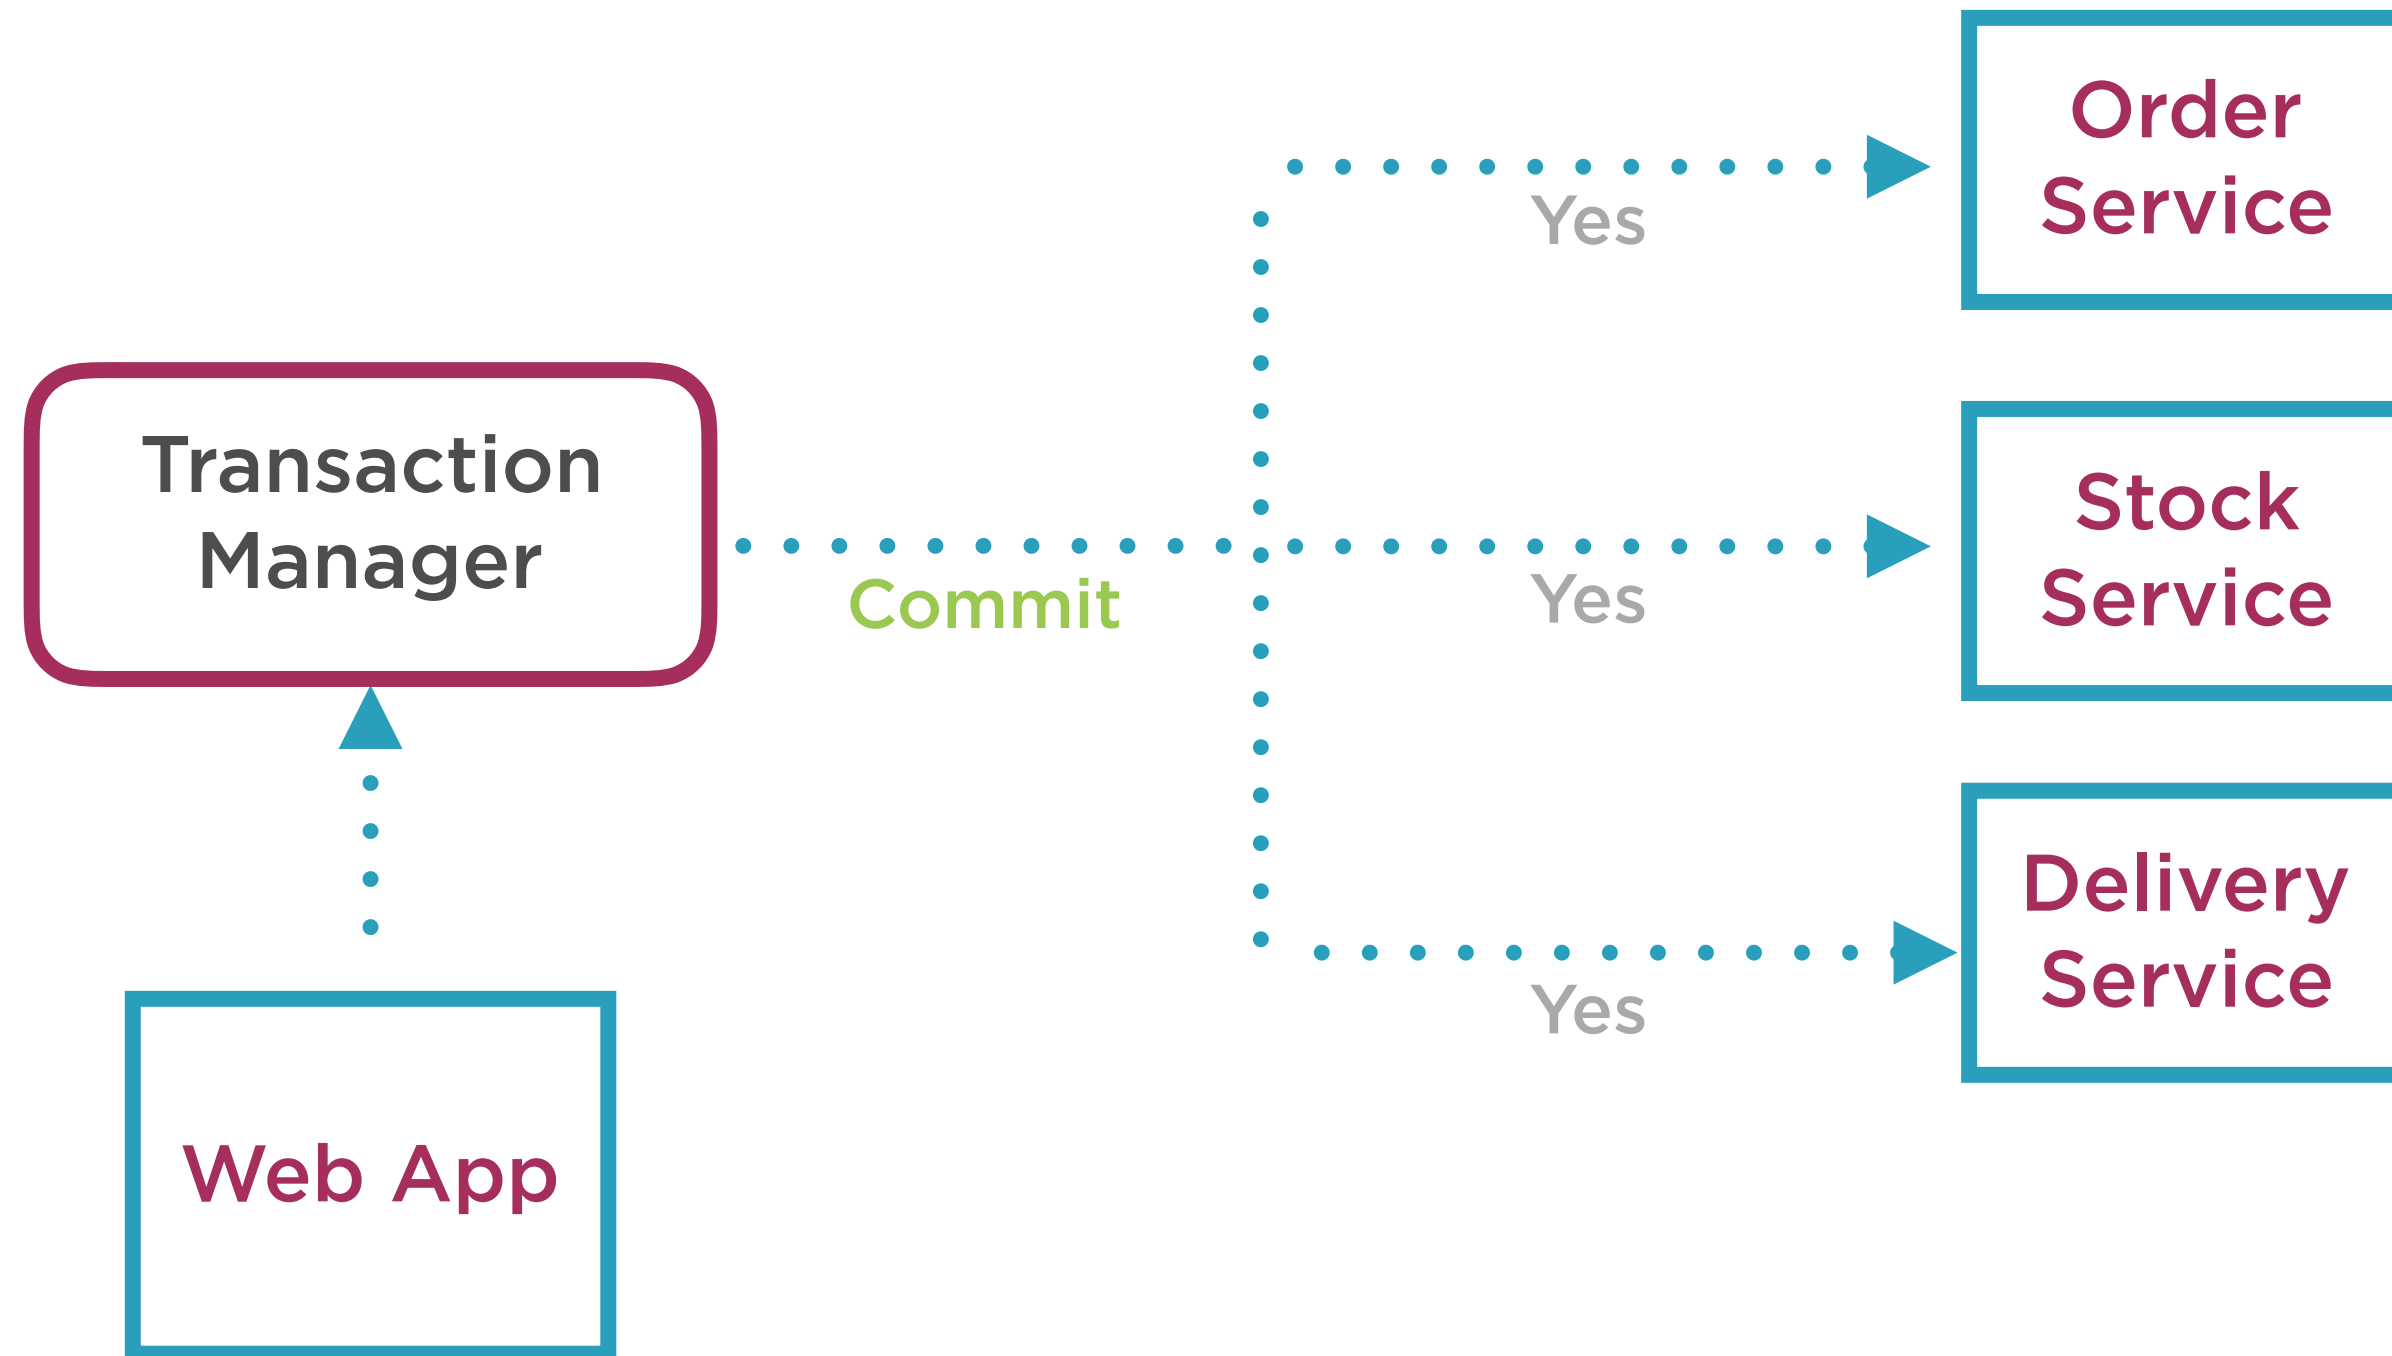 Order
Service
Yes
Transaction
Manager
Commit
Stock
Service
Yes
Delivery
Service
Yes
Web App